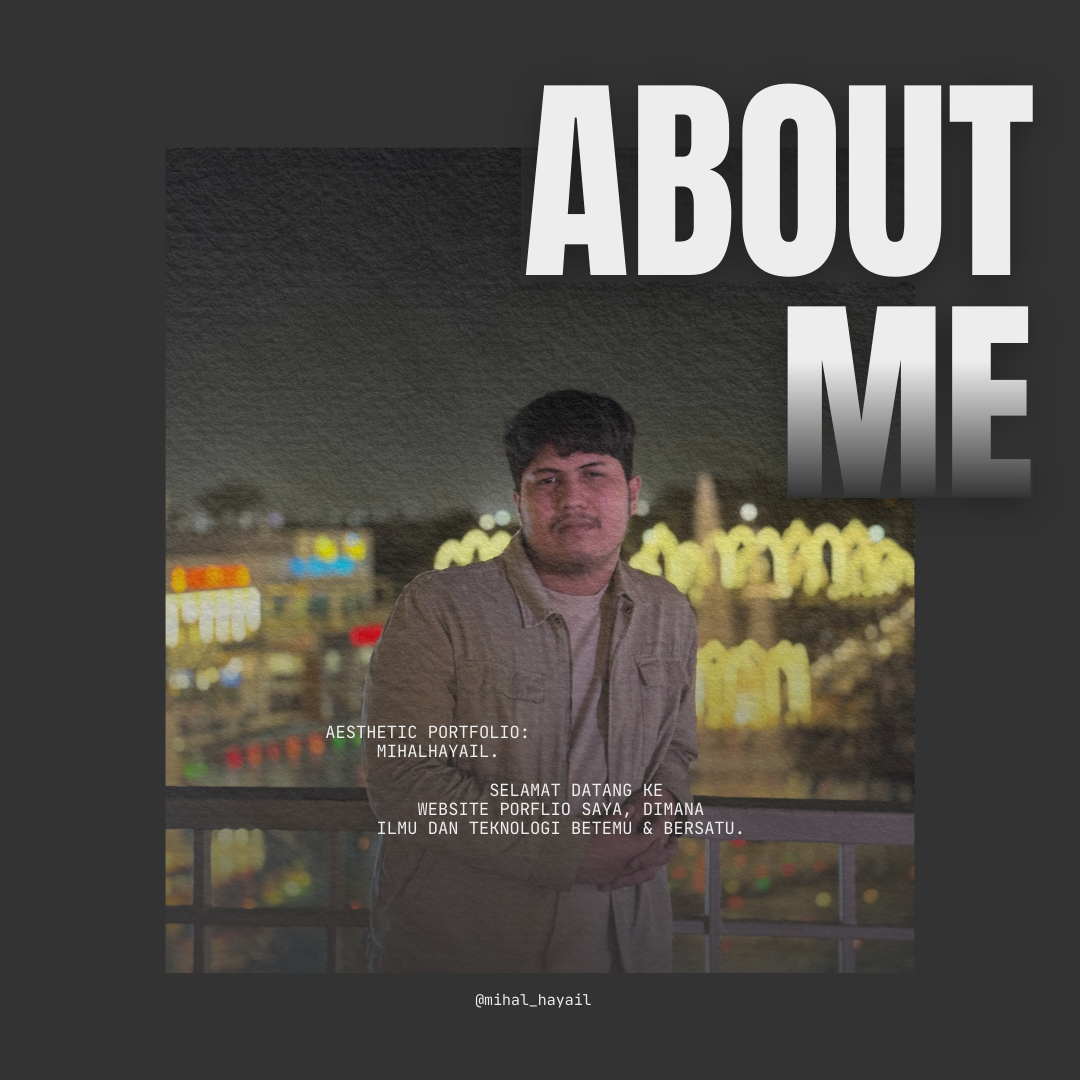 ABOUT
ME
AESTHETIC PORTFOLIO:
MIHALHAYAIL.
SELAMAT DATANG KE
WEBSITE PORFLIO SAYA, DIMANA
ILMU DAN TEKNOLOGI BETEMU & BERSATU.
@mihal_hayail